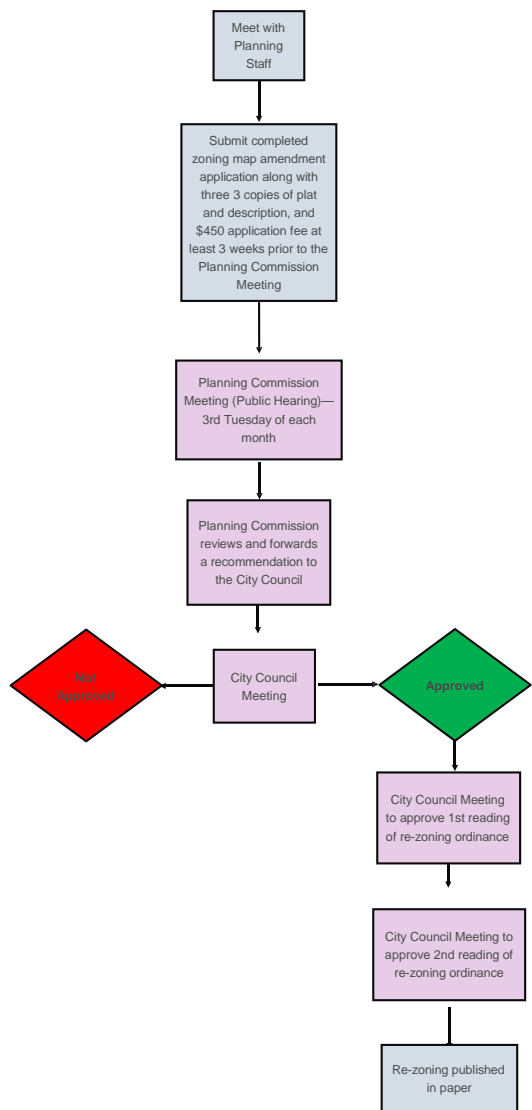 Meet with
Planning
Staff
Submit completed
zoning map amendment
application along with
three 3 copies of plat
and description, and
$450 application fee at
least 3 weeks prior to the
Planning Commission
Meeting
Planning Commission
Meeting (Public Hearing)—
3rd Tuesday of each
month
Planning Commission
reviews and forwards
a recommendation to
the City Council
Not
Approved
City Council
Meeting
Approved
City Council Meeting
to approve 1st reading
of re-zoning ordinance
City Council Meeting to
approve 2nd reading of
re-zoning ordinance
Re-zoning published
in paper